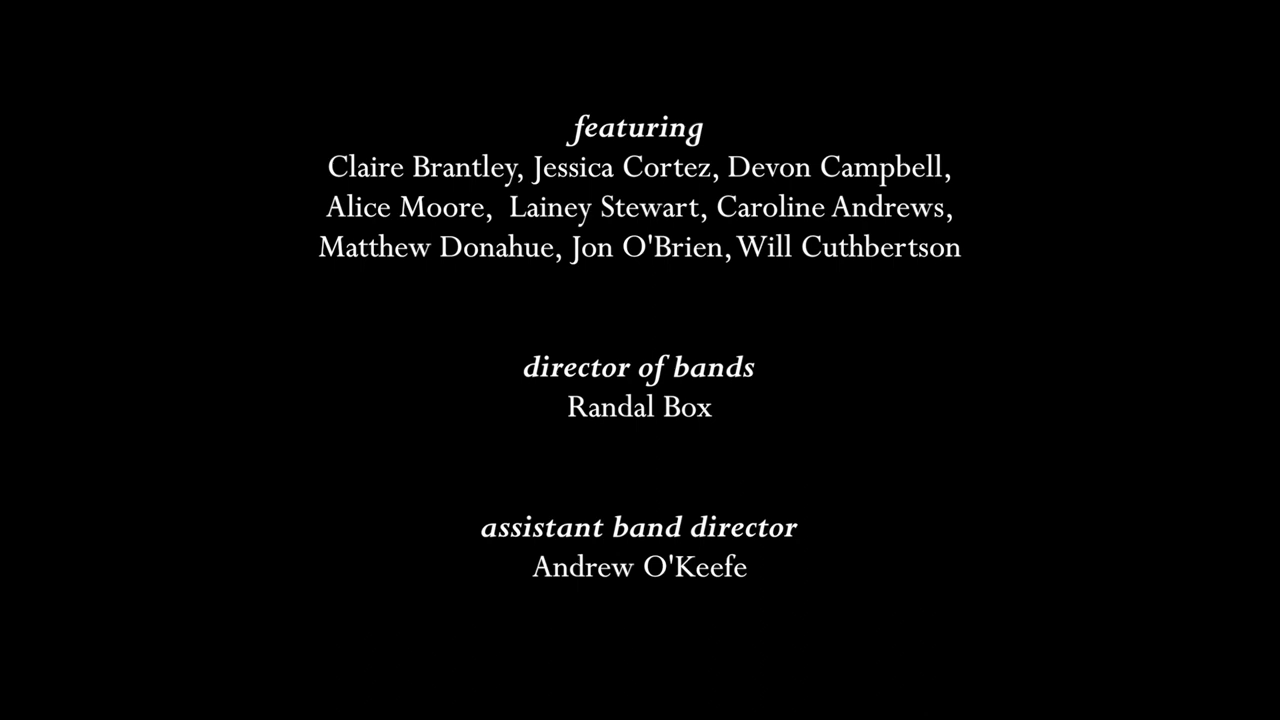 featuring
Claire Brantley, Jessica Cortez, Devon Campbell,
Alice Moore,  Lainey Stewart, Caroline Andrews,
Matthew Donahue, Jon O'Brien, Will Cuthbertson
director of bands
Randal Box
assistant band director
Andrew O'Keefe